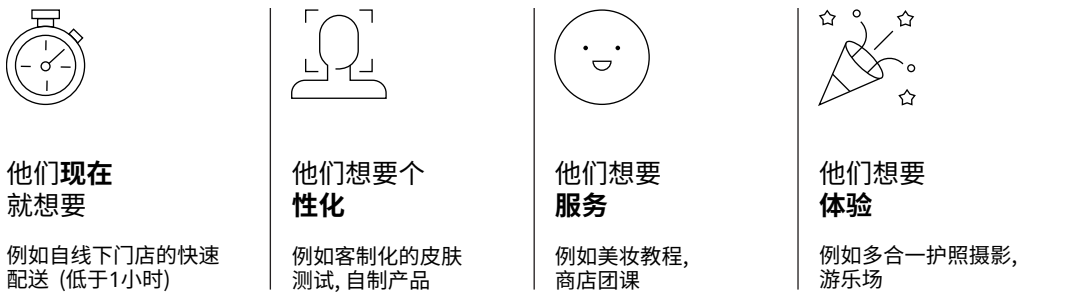 他们现在
就想要
例如自线下门店的快速
配送 (低于1小时)
他们想要个
性化
例如客制化的皮肤
测试, 自制产品
他们想要
服务
例如美妆教程,
商店团课
他们想要
体验
例如多合一护照摄影,
游乐场